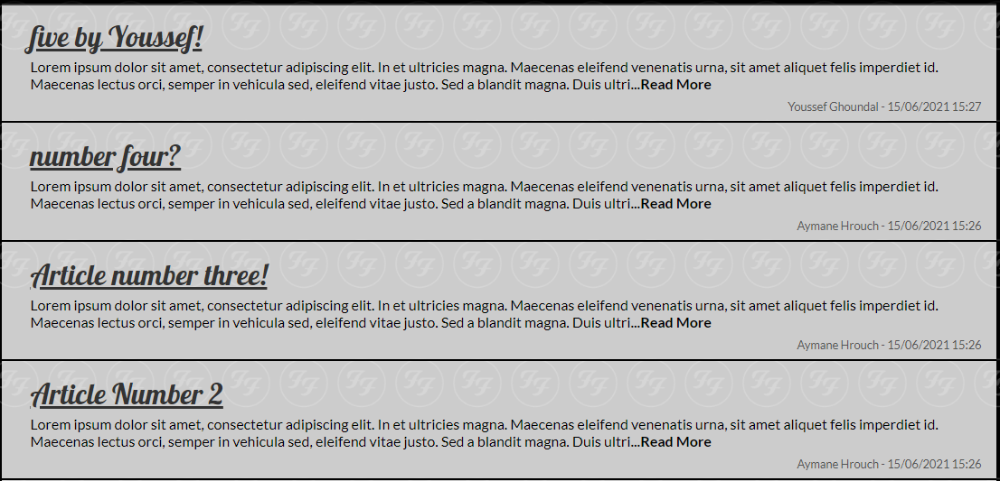 five by Youssef!
Lorem ipsum dolor sit amet, consectetur adipiscing elit. In et ultricies magna. Maecenas eleifend venenatis urna, sit amet aliquet felis imperdiet id.
Maecenas lectus orci, semper in vehicula sed, eleifend vitae justo. Sed a blandit magna. Duis ultri...Read More
Youssef Ghoundal - 15/06/2021 15:27
number four?
Lorem ipsum dolor sit amet, consectetur adipiscing elit. In et ultricies magna. Maecenas eleifend venenatis urna, sit amet aliquet felis imperdiet id.
Maecenas lectus orci, semper in vehicula sed, eleifend vitae justo. Sed a blandit magna. Duis ultri...Read More
Aymane Hrouch - 15/06/2021 15:26
Article number three!
Lorem ipsum dolor sit amet, consectetur adipiscing elit. In et ultricies magna. Maecenas eleifend venenatis urna, sit amet aliquet felis imperdiet id.
Maecenas lectus orci, semper in vehicula sed, eleifend vitae justo. Sed a blandit magna. Duis ultri...Read More
Aymane Hrouch - 15/06/2021 15:26
Article Number 2
Lorem ipsum dolor sit amet, consectetur adipiscing elit. In et ultricies magna. Maecenas eleifend venenatis urna, sit amet aliquet felis imperdiet id.
Maecenas lectus orci, semper in vehicula sed, eleifend vitae justo. Sed a blandit magna. Duis ultri...Read More
Aymane Hrouch - 15/06/2021 15:26